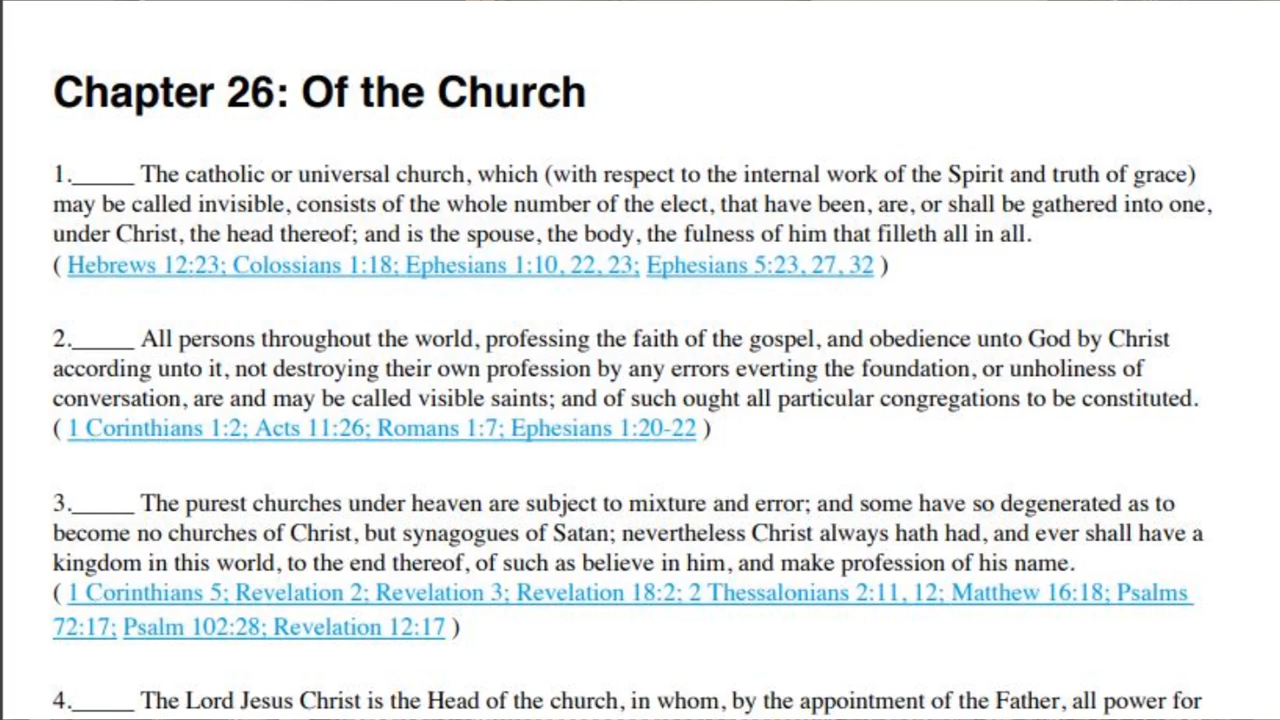 Chapter 26: Of the Church
1._____ The catholic or universal church, which (with respect to the internal work of the Spirit and truth of grace)
may be called invisible, consists of the whole number of the elect, that have been, are, or shall be gathered into one,
under Christ, the head thereof; and is the spouse, the body, the fulness of him that filleth all in all.
( Hebrews 12:23; Colossians 1:18; Ephesians 1:10, 22, 23; Ephesians 5:23, 27, 32 )
2._____ All persons throughout the world, professing the faith of the gospel, and obedience unto God by Christ
according unto it, not destroying their own profession by any errors everting the foundation, or unholiness of
conversation, are and may be called visible saints; and of such ought all particular congregations to be constituted.
( 1 Corinthians 1:2; Acts 11:26; Romans 1:7; Ephesians 1:20-22 )
3._____ The purest churches under heaven are subject to mixture and error; and some have so degenerated as to
become no churches of Christ, but synagogues of Satan; nevertheless Christ always hath had, and ever shall have a
kingdom in this world, to the end thereof, of such as believe in him, and make profession of his name.
( 1 Corinthians 5; Revelation 2; Revelation 3; Revelation 18:2; 2 Thessalonians 2:11, 12; Matthew 16:18; Psalms
72:17; Psalm 102:28; Revelation 12:17 )
4._____ The Lord Jesus Christ is the Head of the church, in whom, by the appointment of the Father, all power for